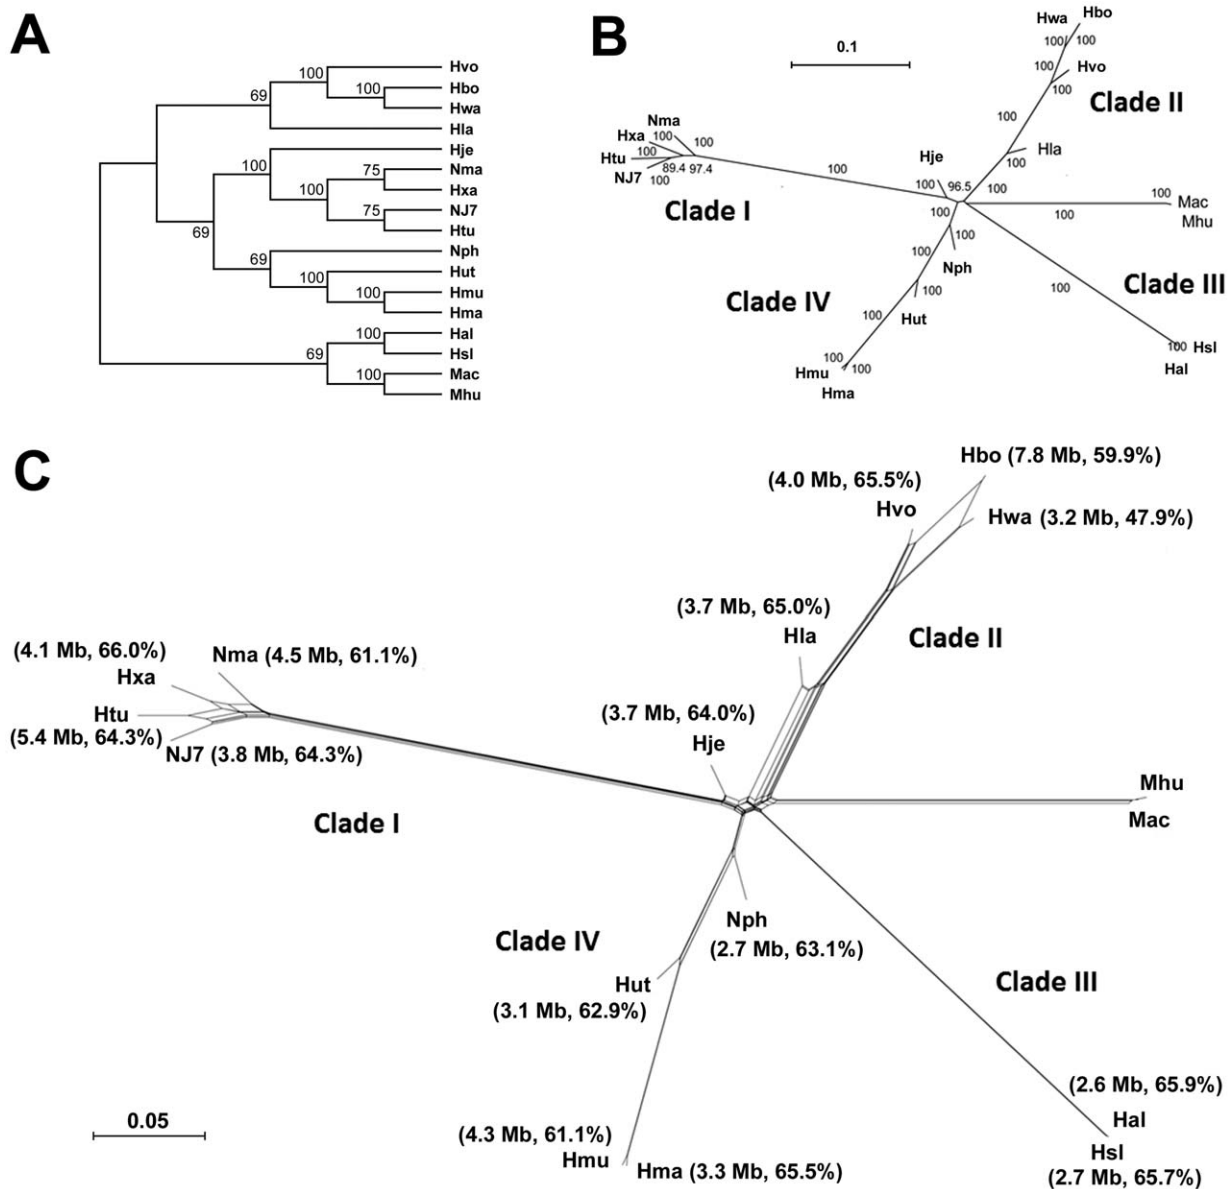 A
100
Hvo
69
100
Hbo
Hwa
Hla
100
Hje
75
Nma
100
Hxa
75
NJ7
69
Htu
69
Nph
100
Hut
100
Hmu
Hma
100
Hal
69
Hsl
100
Mac
Mhu
B
0.1
Hwa
Hbo
100
100
100
Hvo
100
Clade II
100
Hla
100
Nma
Hxa
100
100
Htu
100
89.4
97.4
NJ7
100
100
Clade I
Hje
100
96.5
100
100
Mac
100
Mhu
100
100
Nph
100
Clade IV
100
Hut
100
100
Hmu
100
Hma
Clade III
100
100
Hsl
Hal
C
Hbo (7.8 Mb, 59.9%)
(4.0 Mb, 65.5%)
Hvo
Hwa (3.2 Mb, 47.9%)
(3.7 Mb, 65.0%)
Hla
Clade II
(4.1 Mb, 66.0%)
Hxa
Nma (4.5 Mb, 61.1%)
Htu
(5.4 Mb, 64.3%)
NJ7 (3.8 Mb, 64.3%)
(3.7 Mb, 64.0%)
Hje
Clade I
Mhu
Mac
Nph
(2.7 Mb, 63.1%)
Clade IV
Hut
(3.1 Mb, 62.9%)
Clade III
(2.6 Mb, 65.9%)
Hal
Hsl
(2.7 Mb, 65.7%)
0.05
(4.3 Mb, 61.1%)
Hmu
Hma (3.3 Mb, 65.5%)